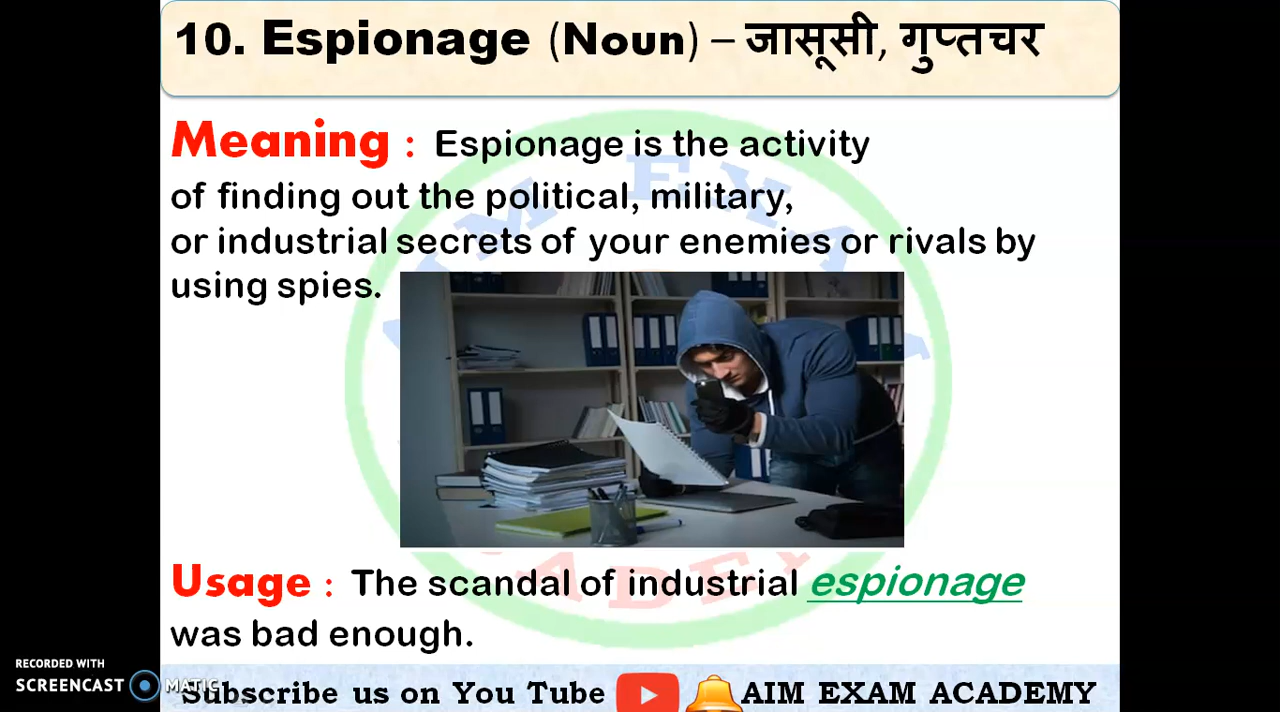 10. Espionage (Noun) – जासूसी, गुप्तचर
Meaning : Espionage is the activity
of finding out the political, military,
or industrial secrets of your enemies or rivals by
using spies.
Usage : The scandal of industrial espionage
was bad enough.
RECORDED WITH
SCREENCAST MATIC
Subscribe us on You Tube AIM EXAM ACADEMY